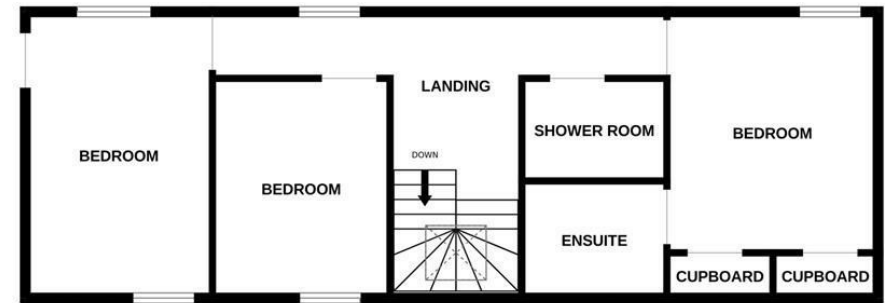 LANDING
SHOWER ROOM
BEDROOM
BEDROOM
DOWN
BEDROOM
ENSUITE
CUPBOARD
CUPBOARD